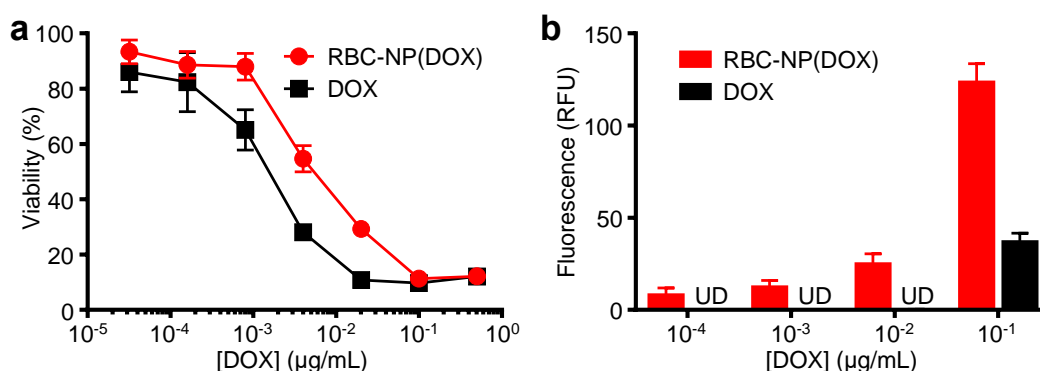 a
100
80
60
40
20
0
Viability (%)
RBC-NP(DOX)
DOX
10⁻⁵
10⁻⁴
10⁻³
10⁻²
10⁻¹
10⁰
[DOX] (µg/mL)
b
150
100
50
0
Fluorescence (RFU)
RBC-NP(DOX)
DOX
UD
UD
UD
10⁻⁴
10⁻³
10⁻²
10⁻¹
[DOX] (µg/mL)